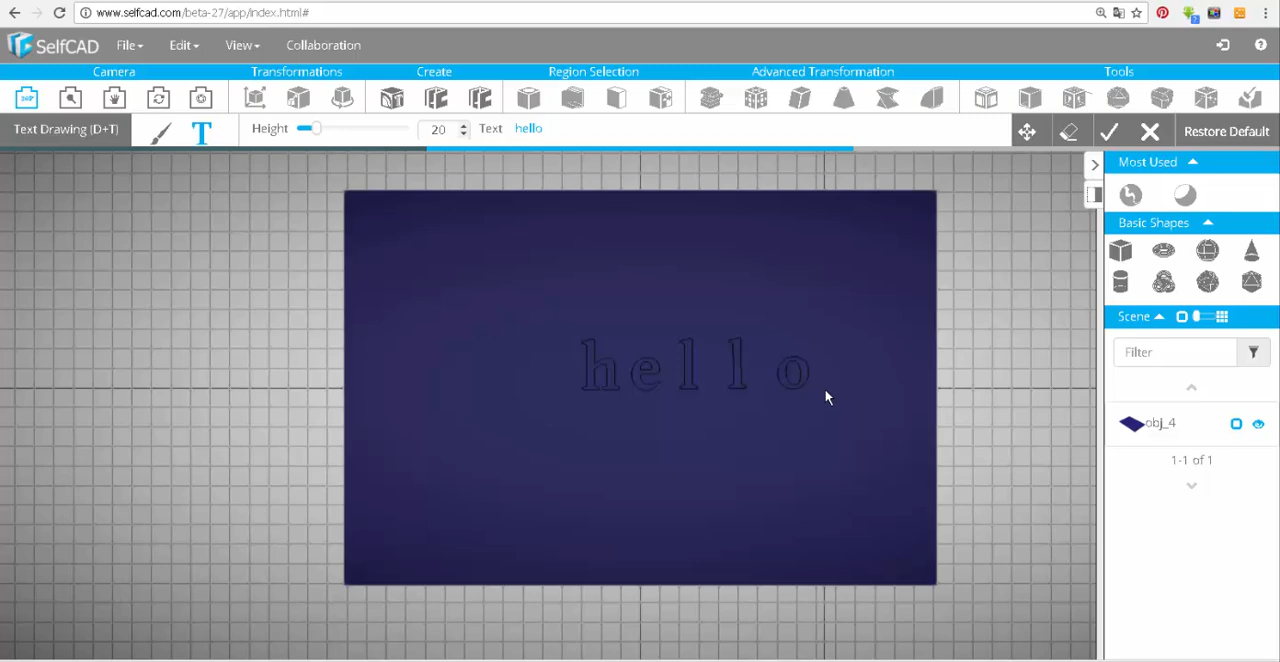 www.selfcad.com/beta-27/app/index.html#
SelfCAD File Edit View Collaboration
Camera Transformations Create Region Selection Advanced Transformation Tools
360°
Text Drawing (D+T) T Height 20 Text hello Restore Default
Most Used
Basic Shapes
Scene
Filter
hello
obj_4
1-1 of 1